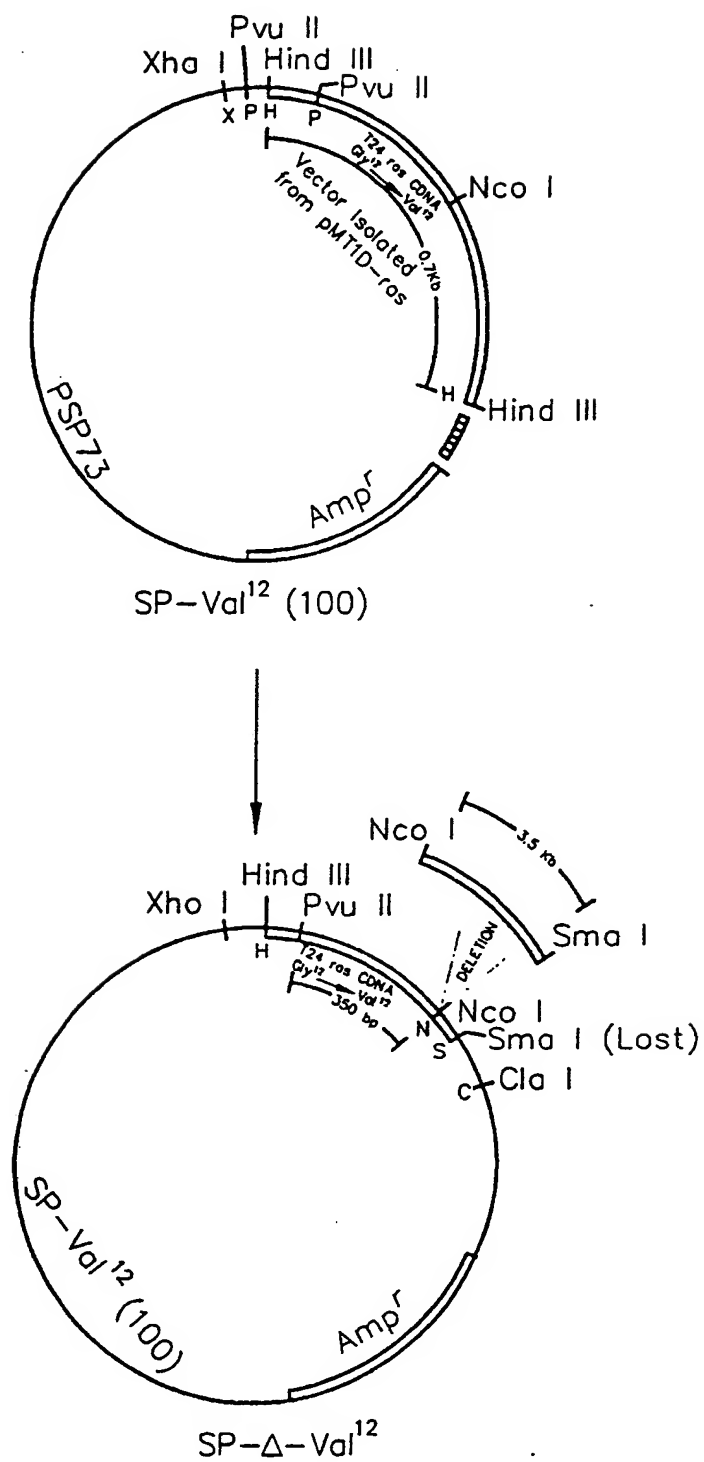 Pvu II
Xha I
Hind III
Pvu II
X P H
P
T24 ras CDNA
Gly¹² → Val¹²
Nco I
Vector Isolated
from pMT1D-ras
0.7Kb
H
Hind III
PSP73
Ampʳ
SP-Val¹² (100)
Nco I
3.5 Kb
Sma I
DELETION
Hind III
Xho I
Pvu II
H
T24 ras CDNA
Gly¹² → Val¹²
350 bp
N
Nco I
S
Sma I (Lost)
C
Cla I
SP-Val¹² (100)
Ampʳ
SP-Δ-Val¹²